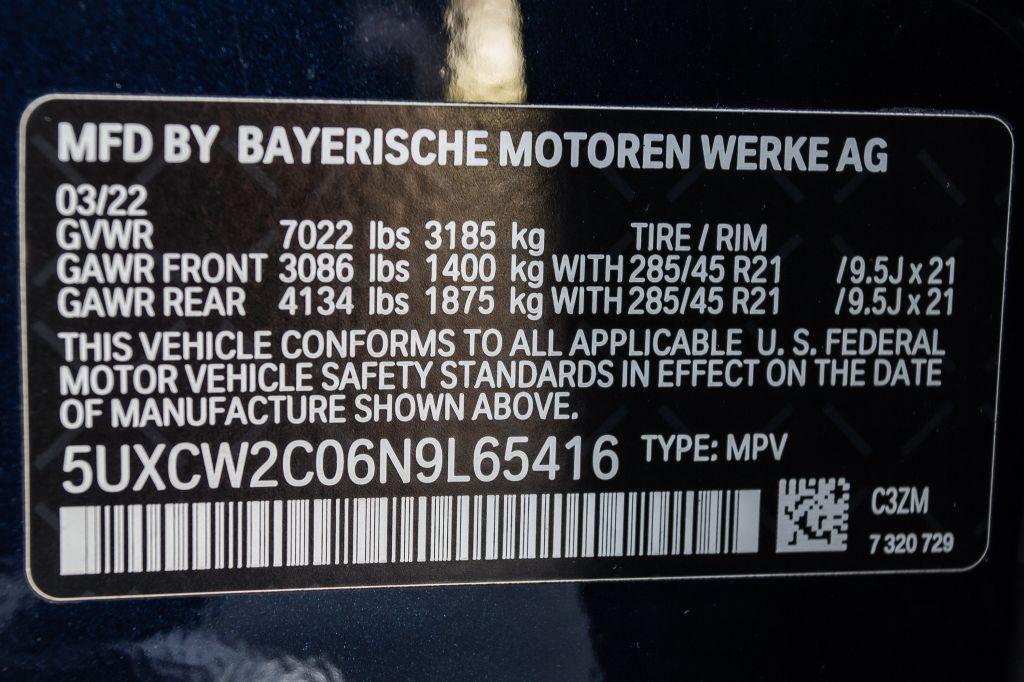 MFD BY BAYERISCHE MOTOREN WERKE AG
03/22
GVWR 7022 lbs 3185 kg TIRE / RIM
GAWR FRONT 3086 lbs 1400 kg WITH 285/45 R21 /9.5J x 21
GAWR REAR 4134 lbs 1875 kg WITH 285/45 R21 /9.5J x 21
THIS VEHICLE CONFORMS TO ALL APPLICABLE U. S. FEDERAL
MOTOR VEHICLE SAFETY STANDARDS IN EFFECT ON THE DATE
OF MANUFACTURE SHOWN ABOVE.
5UXCW2C06N9L65416 TYPE: MPV
C3ZM
7 320 729